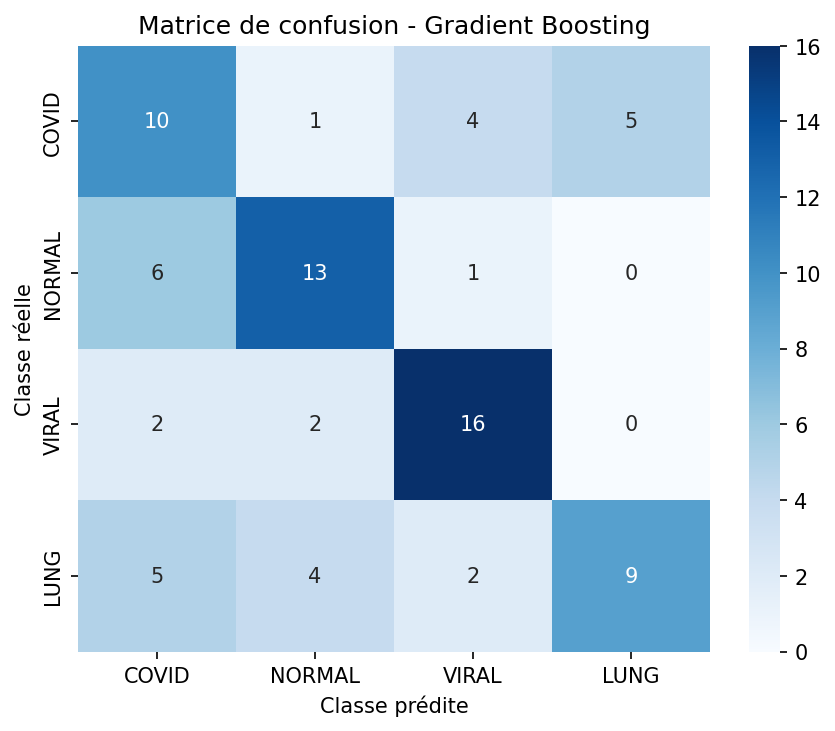 Matrice de confusion - Gradient Boosting
Classe réelle
COVID 10 1 4 5
NORMAL 6 13 1 0
VIRAL 2 2 16 0
LUNG 5 4 2 9
COVID NORMAL VIRAL LUNG
Classe prédite
16
14
12
10
8
6
4
2
0